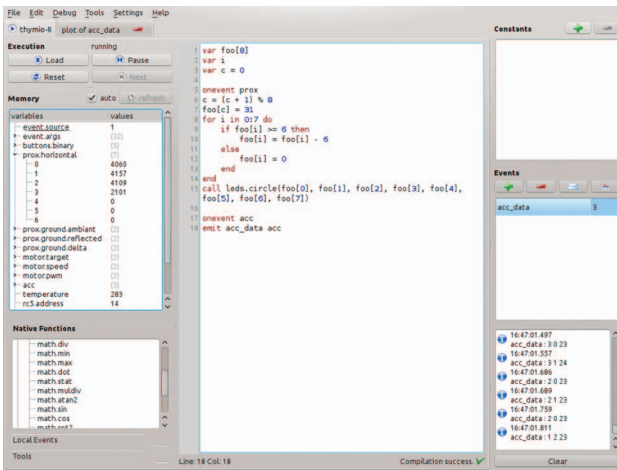 File Edit Debug Tools Settings Help
thymio-II plot of acc_data
Execution running
Load Pause
Reset Next
Memory auto refresh
variables values
event.source 1
event.args (32)
buttons.binary (5)
prox.horizontal (7)
0 4060
1 4157
2 4109
3 2101
4 0
5 0
6 0
prox.ground.ambiant (2)
prox.ground.reflected (2)
prox.ground.delta (2)
motor.target (2)
motor.speed (2)
motor.pwm (2)
acc (3)
temperature 283
rc5.address 14
Native Functions
math.div
math.min
math.max
math.dot
math.stat
math.muldiv
math.atan2
math.sin
math.cos
math.rot2
Local Events
Tools
1 var foo[8]
2 var i
3 var c = 0
4
5 onevent prox
6 c = (c + 1) % 8
7 foo[c] = 31
8 for i in 0:7 do
9 if foo[i] >= 6 then
10 foo[i] = foo[i] - 6
11 else
12 foo[i] = 0
13 end
14 end
15 call leds.circle(foo[0], foo[1], foo[2], foo[3], foo[4],
foo[5], foo[6], foo[7])
16
17 onevent acc
18 emit acc_data acc
Line: 18 Col: 18 Compilation success.
Constants
Events
acc_data 3
16:47:01.497
acc_data : 3 0 23
16:47:01.557
acc_data : 3 1 24
16:47:01.686
acc_data : 2 0 23
16:47:01.689
acc_data : 2 1 23
16:47:01.759
acc_data : 2 0 23
16:47:01.811
acc_data : 1 2 23
Clear